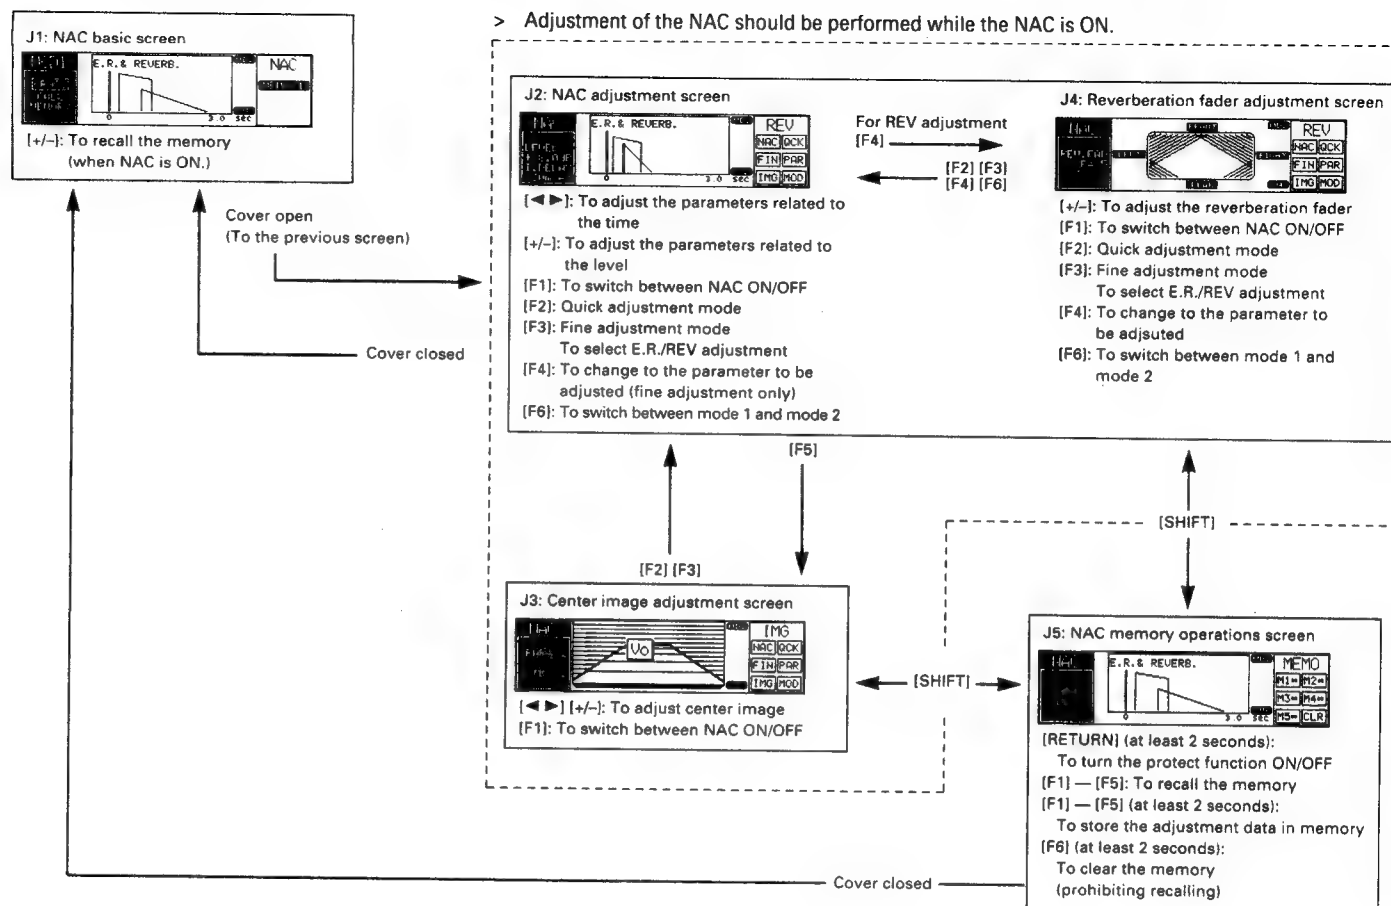 > Adjustment of the NAC should be performed while the NAC is ON.
J1: NAC basic screen
E.R.& REVERB.
0 3.0 sec
NAC
[+/–]: To recall the memory
(when NAC is ON.)
Cover open
(To the previous screen)
Cover closed
J2: NAC adjustment screen
E.R.& REVERB.
0 3.0 sec
REV
NAC QCK
FIN PAR
IMG MOD
[◄ ►]: To adjust the parameters related to
the time
[+/–]: To adjust the parameters related to
the level
[F1]: To switch between NAC ON/OFF
[F2]: Quick adjustment mode
[F3]: Fine adjustment mode
To select E.R./REV adjustment
[F4]: To change to the parameter to be
adjusted (fine adjustment only)
[F6]: To switch between mode 1 and mode 2
For REV adjustment
[F4]
[F2] [F3]
[F4] [F6]
J4: Reverberation fader adjustment screen
REV
NAC QCK
FIN PAR
IMG MOD
[+/–]: To adjust the reverberation fader
[F1]: To switch between NAC ON/OFF
[F2]: Quick adjustment mode
[F3]: Fine adjustment mode
To select E.R./REV adjustment
[F4]: To change to the parameter to
be adjsuted
[F6]: To switch between mode 1 and
mode 2
[F5]
[SHIFT]
[F2] [F3]
J3: Center image adjustment screen
Vo
IMG
NAC QCK
FIN PAR
IMG MOD
[◄ ►] [+/–]: To adjust center image
[F1]: To switch between NAC ON/OFF
[SHIFT]
J5: NAC memory operations screen
E.R.& REVERB.
0 3.0 sec
MEMO
M1= M2=
M3= M4=
M5= CLR
[RETURN] (at least 2 seconds):
To turn the protect function ON/OFF
[F1] — [F5]: To recall the memory
[F1] — [F5] (at least 2 seconds):
To store the adjustment data in memory
[F6] (at least 2 seconds):
To clear the memory
(prohibiting recalling)
Cover closed